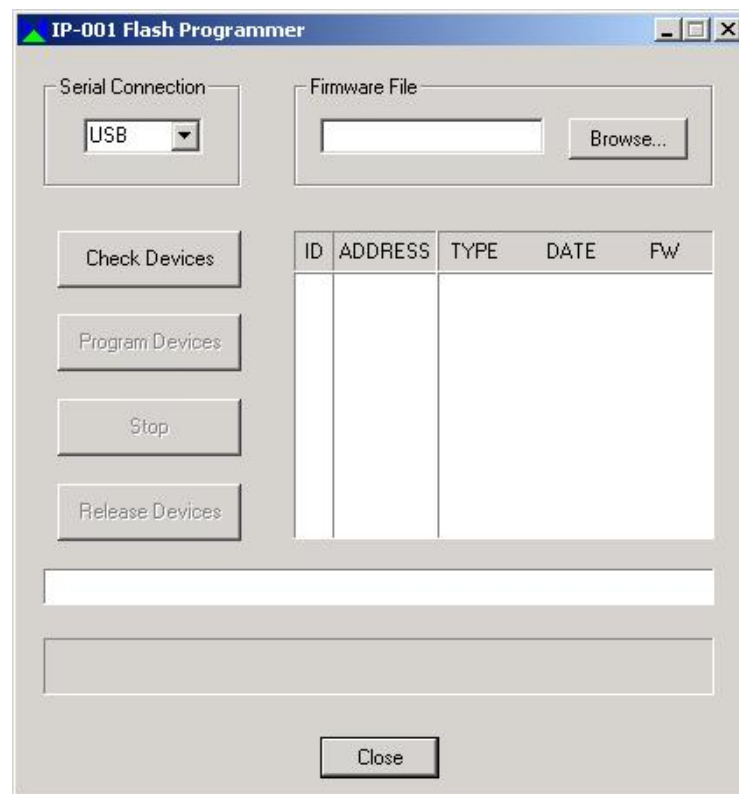 IP-001 Flash Programmer
Serial Connection
Firmware File
USB
Browse...
Check Devices
ID ADDRESS TYPE DATE FW
Program Devices
Stop
Release Devices
Close